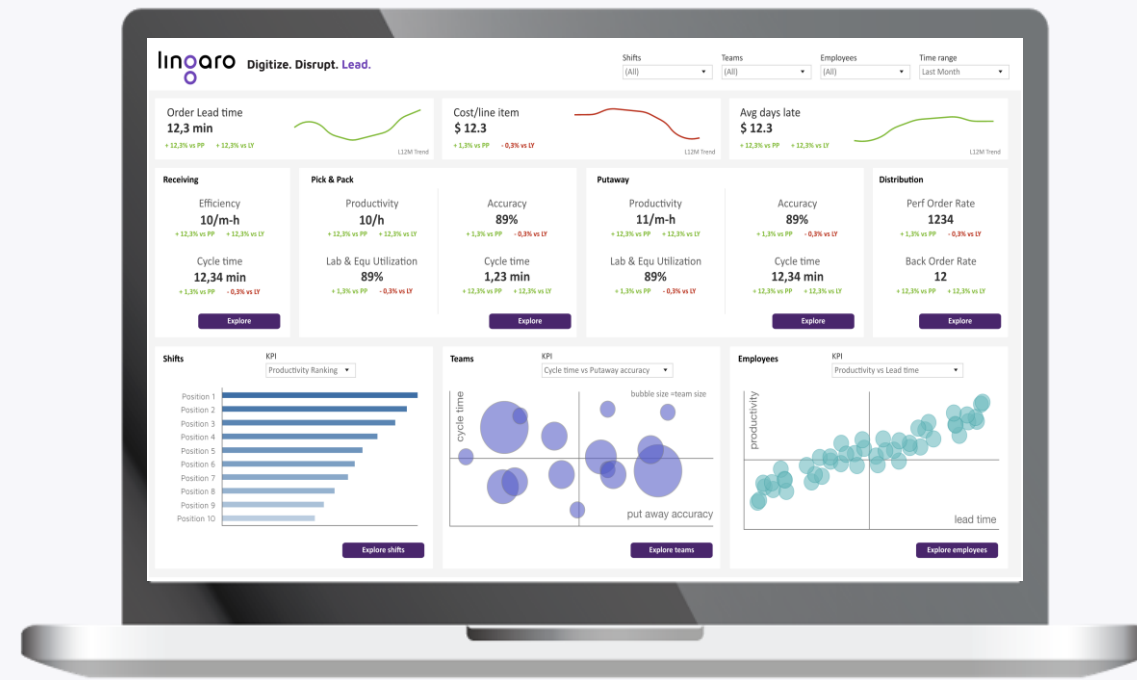 lingaro Digitize. Disrupt. Lead.
Shifts Teams Employees Time range
(All) (All) (All) Last Month
Order Lead time
12,3 min
+ 12,3% vs PP + 12,3% vs LY
L12M Trend
Cost/line item
$ 12.3
+ 1,3% vs PP - 0,3% vs LY
L12M Trend
Avg days late
$ 12.3
+ 12,3% vs PP + 12,3% vs LY
L12M Trend
Receiving
Efficiency
10/m-h
+ 12,3% vs PP + 12,3% vs LY
Cycle time
12,34 min
+ 1,3% vs PP - 0,3% vs LY
Explore
Pick & Pack
Productivity
10/h
+ 12,3% vs PP + 12,3% vs LY
Lab & Equ Utilization
89%
+ 1,3% vs PP - 0,3% vs LY
Accuracy
89%
+ 1,3% vs PP - 0,3% vs LY
Cycle time
1,23 min
+ 12,3% vs PP + 12,3% vs LY
Explore
Putaway
Productivity
11/m-h
+ 12,3% vs PP + 12,3% vs LY
Lab & Equ Utilization
89%
+ 1,3% vs PP - 0,3% vs LY
Accuracy
89%
+ 1,3% vs PP - 0,3% vs LY
Cycle time
12,34 min
+ 12,3% vs PP + 12,3% vs LY
Explore
Distribution
Perf Order Rate
1234
+ 1,3% vs PP - 0,3% vs LY
Back Order Rate
12
+ 12,3% vs PP + 12,3% vs LY
Explore
Shifts
KPI
Productivity Ranking
Position 1
Position 2
Position 3
Position 4
Position 5
Position 6
Position 7
Position 8
Position 9
Position 10
Explore shifts
Teams
KPI
Cycle time vs Putaway accuracy
bubble size =team size
cycle time
put away accuracy
Explore teams
Employees
KPI
Productivity vs Lead time
productivity
lead time
Explore employees